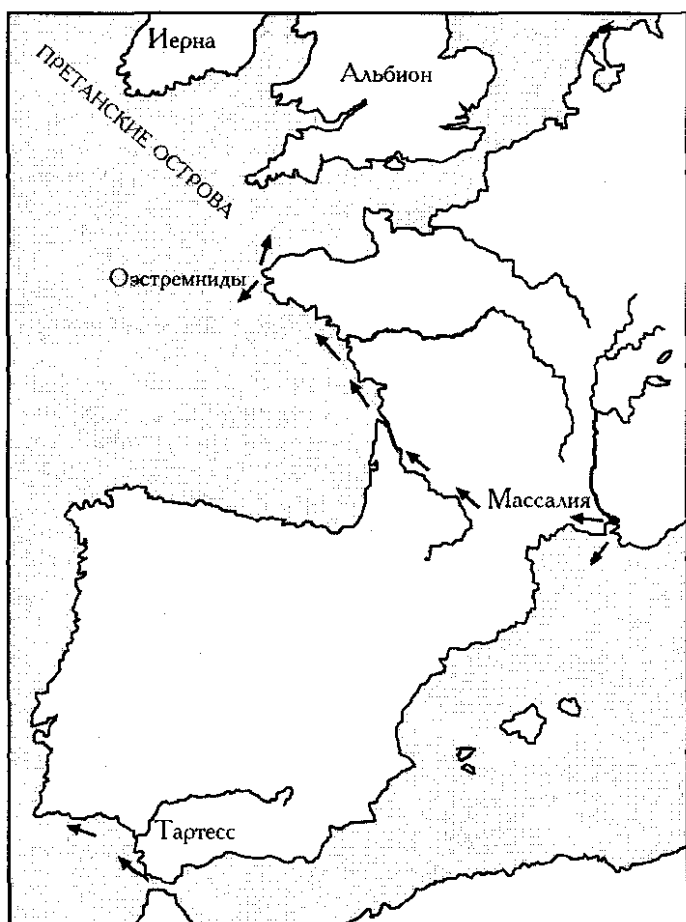 Иерна
Альбион
ПРЕТАНСКИЕ ОСТРОВА
Оэстремниды
Массалия
Тартесс